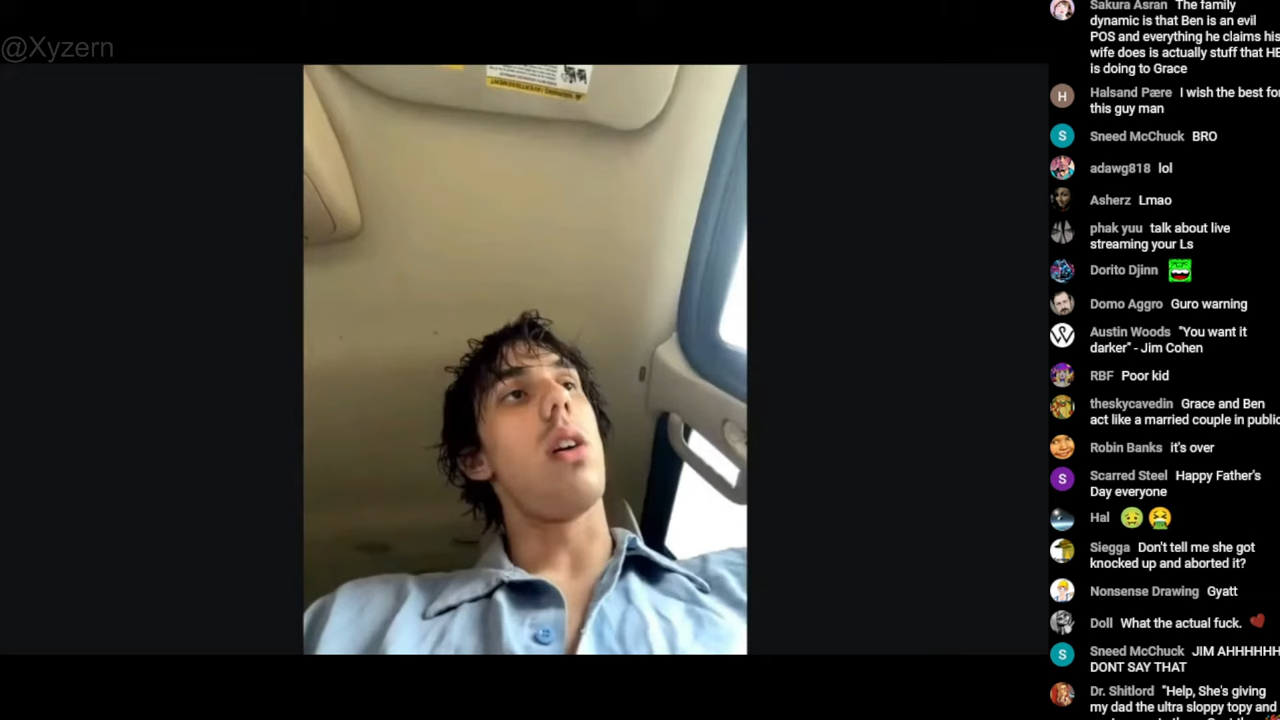 Sakura Asran The family
dynamic is that Ben is an evil
POS and everything he claims his
wife does is actually stuff that HE
is doing to Grace
@Xyzern
WARNING / AVERTISSEMENT
H
Halsand Pære I wish the best for
this guy man
S
Sneed McChuck BRO
adawg818 lol
Asherz Lmao
phak yuu talk about live
streaming your Ls
Dorito Djinn
Domo Aggro Guro warning
Austin Woods "You want it
darker" - Jim Cohen
RBF Poor kid
theskycavedin Grace and Ben
act like a married couple in public
Robin Banks it's over
S
Scarred Steel Happy Father's
Day everyone
Hal
Siegga Don't tell me she got
knocked up and aborted it?
Nonsense Drawing Gyatt
Doll What the actual fuck.
S
Sneed McChuck JIM AHHHHHH
DONT SAY THAT
Dr. Shitlord "Help, She's giving
my dad the ultra sloppy topy and